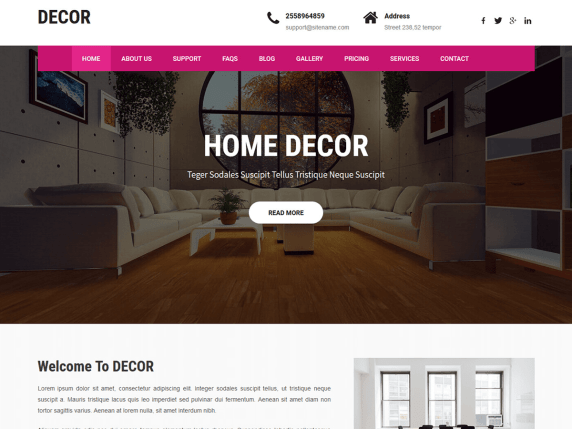 DECOR
2558964859
support@sitename.com
Address
Street 238,52 tempor
HOME ABOUT US SUPPORT FAQS BLOG GALLERY PRICING SERVICES CONTACT
HOME DECOR
Teger Sodales Suscipit Tellus Tristique Neque Suscipit
READ MORE
Welcome To DECOR
Lorem ipsum dolor sit amet, consectetur adipiscing elit. Integer sodales suscipit tellus, ut tristique neque
suscipit a. Mauris tristique lacus quis leo imperdiet sed pulvinar dui fermentum. Aenean sit amet diam non
tortor sagittis varius. Aenean at lorem nulla, sit amet interdum nibh.